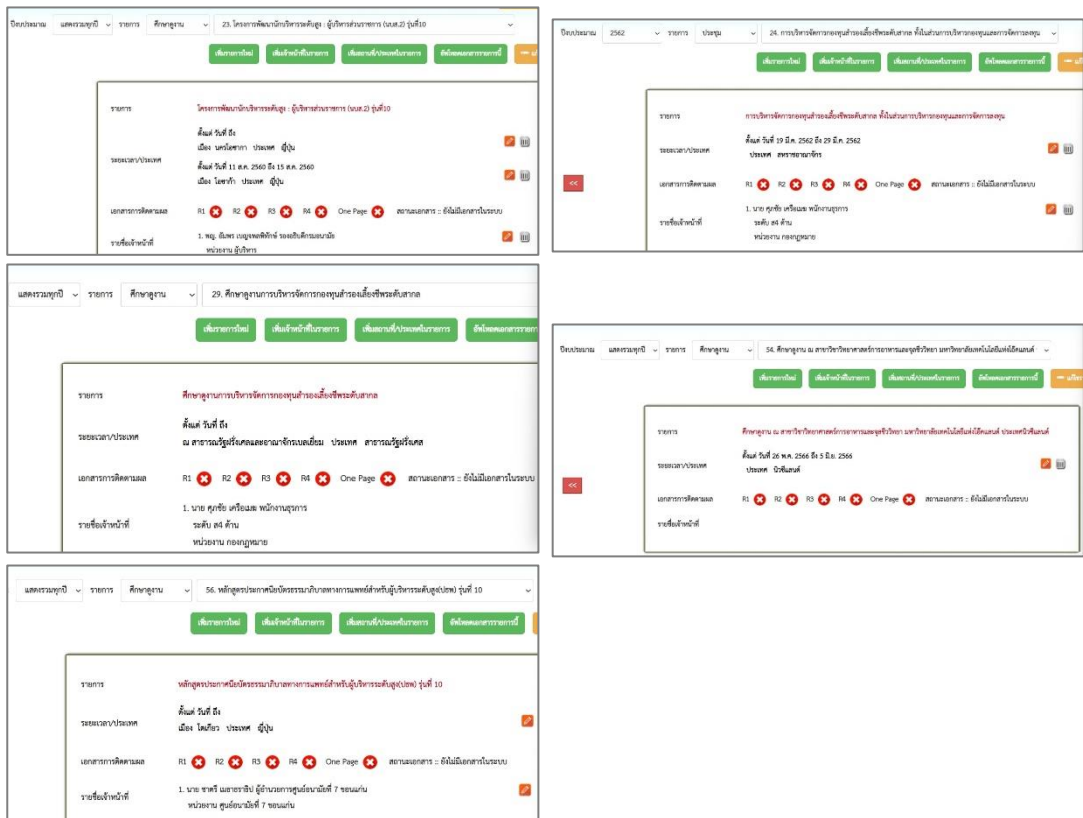 ปีงบประมาณ แสดงรวมทุกปี รายการ ศึกษาดูงาน 23. โครงการพัฒนานักบริหารระดับสูง : ผู้บริหารส่วนราชการ (นบส.2) รุ่นที่10
เพิ่มรายการใหม่ เพิ่มเจ้าหน้าที่ในรายการ เพิ่มสถานที่/ประเทศในรายการ อัพโหลดเอกสารรายการนี้
รายการ โครงการพัฒนานักบริหารระดับสูง : ผู้บริหารส่วนราชการ (นบส.2) รุ่นที่10
ระยะเวลา/ประเทศ
ตั้งแต่ วันที่ ถึง
เมือง นครโอซากา ประเทศ ญี่ปุ่น
ตั้งแต่ วันที่ 11 ส.ค. 2560 ถึง 15 ส.ค. 2560
เมือง โอซาก้า ประเทศ ญี่ปุ่น
เอกสารการติดตามผล R1 R2 R3 R4 One Page สถานะเอกสาร :: ยังไม่มีเอกสารในระบบ
รายชื่อเจ้าหน้าที่ 1. พญ. อัมพร เบญจพลพิทักษ์ รองอธิบดีกรมอนามัย
หน่วยงาน ผู้บริหาร
ปีงบประมาณ 2562 รายการ ประชุม 24. การบริหารจัดการกองทุนสำรองเลี้ยงชีพระดับสากล ทั้งในส่วนการบริหารกองทุนและการจัดการลงทุน
เพิ่มรายการใหม่ เพิ่มเจ้าหน้าที่ในรายการ เพิ่มสถานที่/ประเทศในรายการ อัพโหลดเอกสารรายการนี้
รายการ การบริหารจัดการกองทุนสำรองเลี้ยงชีพระดับสากล ทั้งในส่วนการบริหารกองทุนและการจัดการลงทุน
ระยะเวลา/ประเทศ
ตั้งแต่ วันที่ 19 มี.ค. 2562 ถึง 29 มี.ค. 2562
ประเทศ สหราชอาณาจักร
<<
เอกสารการติดตามผล R1 R2 R3 R4 One Page สถานะเอกสาร :: ยังไม่มีเอกสารในระบบ
รายชื่อเจ้าหน้าที่
1. นาย ศุภชัย เครือเมฆ พนักงานธุรการ
ระดับ ส4 ด้าน
หน่วยงาน กองกฎหมาย
แสดงรวมทุกปี รายการ ศึกษาดูงาน 29. ศึกษาดูงานการบริหารจัดการกองทุนสำรองเลี้ยงชีพระดับสากล
เพิ่มรายการใหม่ เพิ่มเจ้าหน้าที่ในรายการ เพิ่มสถานที่/ประเทศในรายการ อัพโหลดเอกสารรายการ
รายการ ศึกษาดูงานการบริหารจัดการกองทุนสำรองเลี้ยงชีพระดับสากล
ระยะเวลา/ประเทศ
ตั้งแต่ วันที่ ถึง
ณ สาธารณรัฐฝรั่งเศสและอาณาจักรเบลเยี่ยม ประเทศ สาธารณรัฐฝรั่งเศส
เอกสารการติดตามผล R1 R2 R3 R4 One Page สถานะเอกสาร :: ยังไม่มีเอกสารในระบบ
รายชื่อเจ้าหน้าที่
1. นาย ศุภชัย เครือเมฆ พนักงานธุรการ
ระดับ ส4 ด้าน
หน่วยงาน กองกฎหมาย
ปีงบประมาณ แสดงรวมทุกปี รายการ ศึกษาดูงาน 54. ศึกษาดูงาน ณ สาขาวิชาวิทยาศาสตร์การอาหารและจุลชีววิทยา มหาวิทยาลัยเทคโนโลยีแห่งโอ๊คแลนด์
เพิ่มรายการใหม่ เพิ่มเจ้าหน้าที่ในรายการ เพิ่มสถานที่/ประเทศในรายการ อัพโหลดเอกสารรายการนี้
รายการ ศึกษาดูงาน ณ สาขาวิชาวิทยาศาสตร์การอาหารและจุลชีววิทยา มหาวิทยาลัยเทคโนโลยีแห่งโอ๊คแลนด์ ประเทศนิวซีแลนด์
ระยะเวลา/ประเทศ
ตั้งแต่ วันที่ 26 พ.ค. 2566 ถึง 5 มิ.ย. 2566
ประเทศ นิวซีแลนด์
<<
เอกสารการติดตามผล R1 R2 R3 R4 One Page สถานะเอกสาร :: ยังไม่มีเอกสารในระบบ
รายชื่อเจ้าหน้าที่
แสดงรวมทุกปี รายการ ศึกษาดูงาน 56. หลักสูตรประกาศนียบัตรธรรมาภิบาลทางการแพทย์สำหรับผู้บริหารระดับสูง(ปธพ) รุ่นที่ 10
เพิ่มรายการใหม่ เพิ่มเจ้าหน้าที่ในรายการ เพิ่มสถานที่/ประเทศในรายการ อัพโหลดเอกสารรายการนี้
รายการ หลักสูตรประกาศนียบัตรธรรมาภิบาลทางการแพทย์สำหรับผู้บริหารระดับสูง(ปธพ) รุ่นที่ 10
ระยะเวลา/ประเทศ
ตั้งแต่ วันที่ ถึง
เมือง โตเกียว ประเทศ ญี่ปุ่น
เอกสารการติดตามผล R1 R2 R3 R4 One Page สถานะเอกสาร :: ยังไม่มีเอกสารในระบบ
รายชื่อเจ้าหน้าที่
1. นาย ชาตรี เมธาธราธิป ผู้อำนวยการศูนย์อนามัยที่ 7 ขอนแก่น
หน่วยงาน ศูนย์อนามัยที่ 7 ขอนแก่น